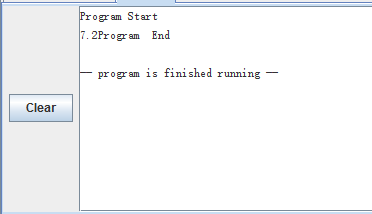 Program Start
7.2Program  End
— program is finished running —
Clear